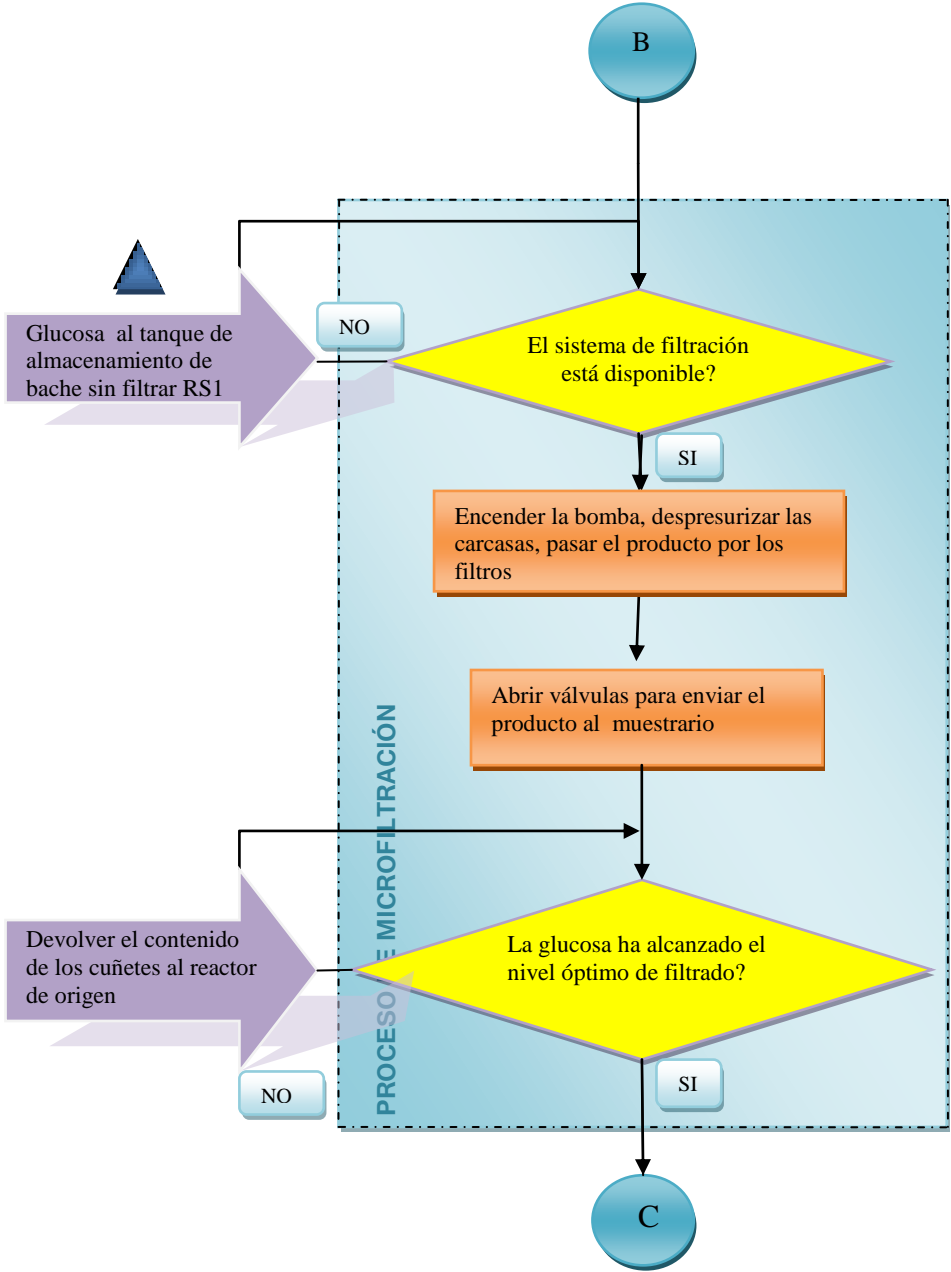 B
Glucosa al tanque de
almacenamiento de
bache sin filtrar RS1
NO
El sistema de filtración
está disponible?
SI
Encender la bomba, despresurizar las
carcasas, pasar el producto por los
filtros
Abrir válvulas para enviar el
producto al muestrario
PROCESO DE MICROFILTRACIÓN
Devolver el contenido
de los cuñetes al reactor
de origen
NO
La glucosa ha alcanzado el
nivel óptimo de filtrado?
SI
C